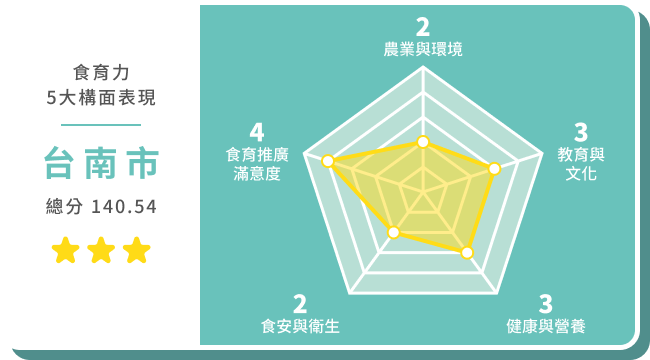 食育力
5大構面表現
台南市
總分 140.54
2
農業與環境
3
教育與
文化
3
健康與營養
2
食安與衛生
4
食育推廣
滿意度